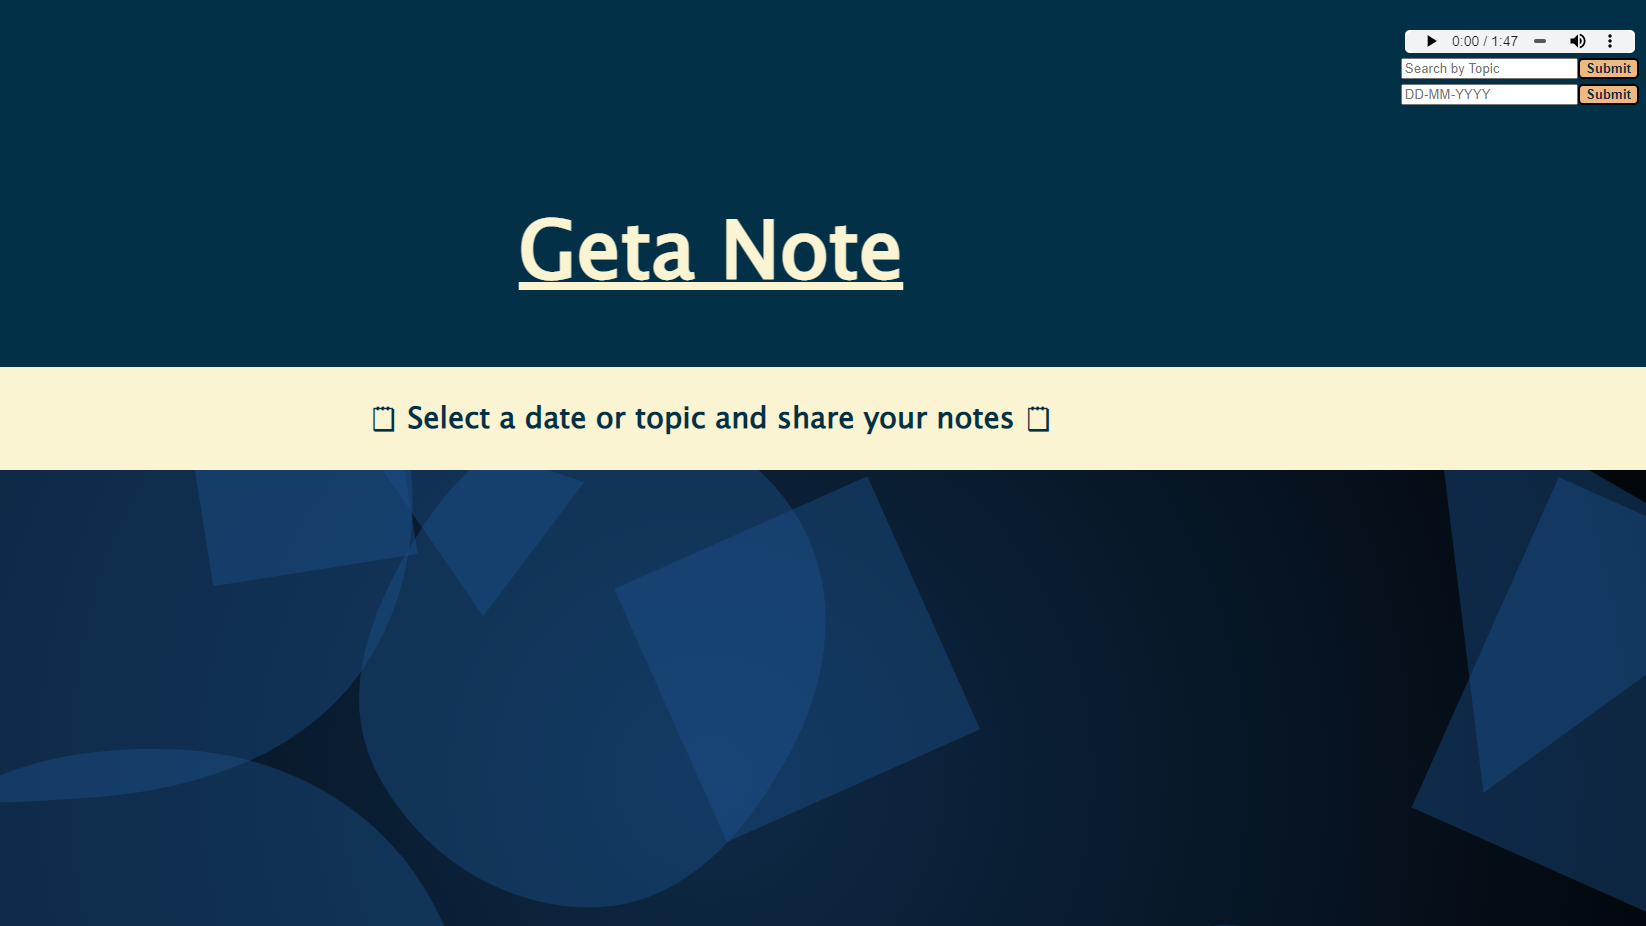 0:00 / 1:47
Search by Topic Submit
DD-MM-YYYY Submit
Geta Note
Select a date or topic and share your notes